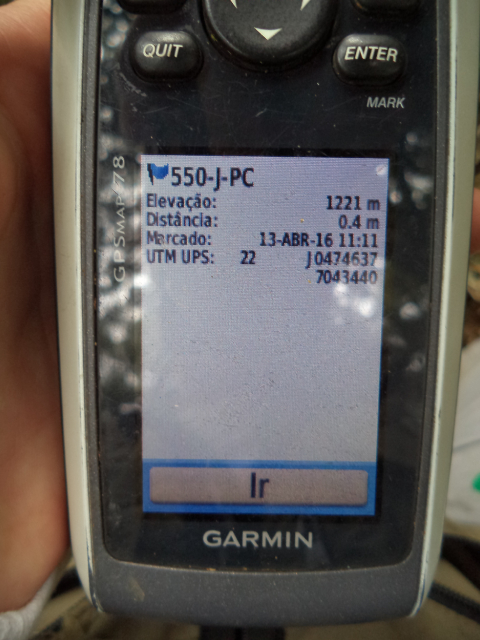 QUIT
ENTER
MARK
GPSMAP 78
550-J-PC
Elevação: 1221 m
Distância: 0.4 m
Marcado: 13-ABR-16 11:11
UTM UPS: 22 J 0474637
7043440
Ir
GARMIN